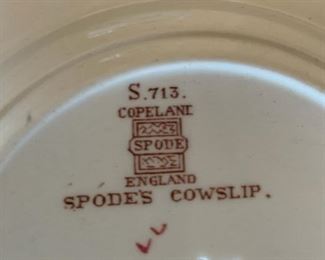 S.713.
COPELAND
SPODE
ENGLAND
SPODE'S COWSLIP.